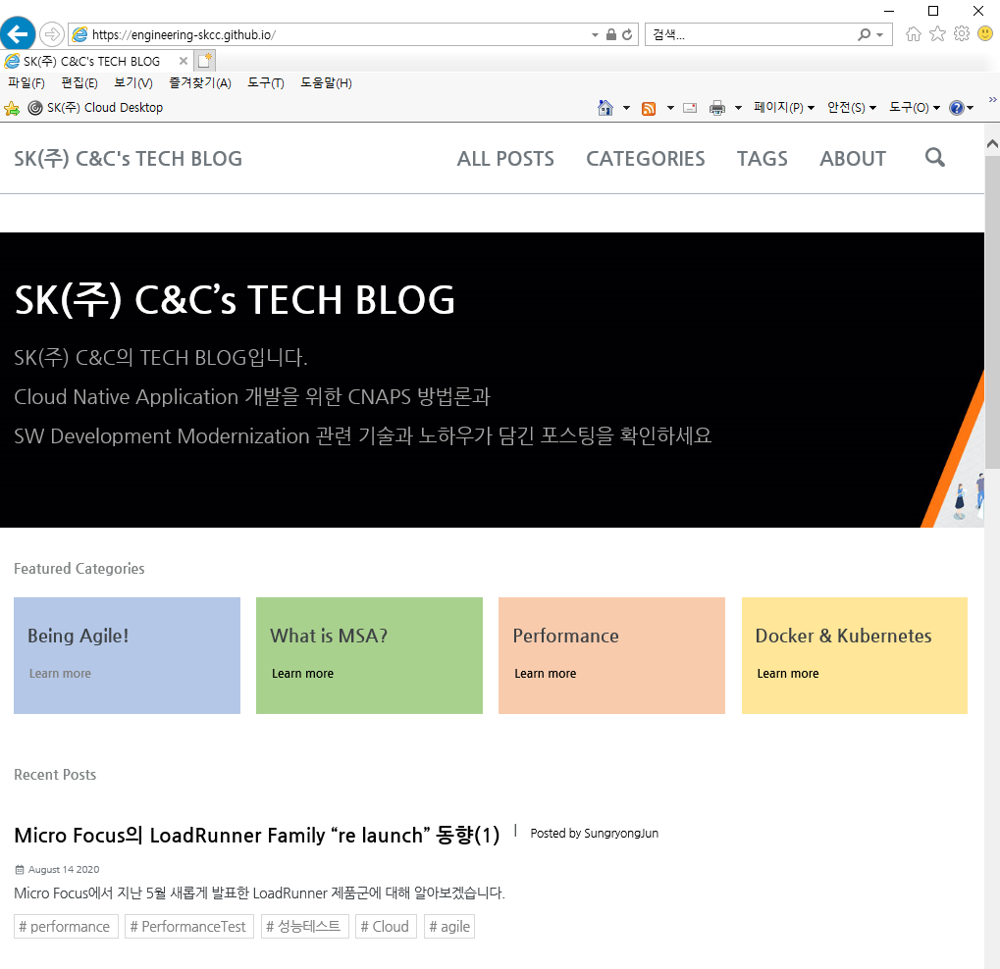 https://engineering-skcc.github.io/
검색...
SK(주) C&C's TECH BLOG
파일(F) 편집(E) 보기(V) 즐겨찾기(A) 도구(T) 도움말(H)
SK(주) Cloud Desktop
페이지(P) 안전(S) 도구(O)
SK(주) C&C's TECH BLOG ALL POSTS CATEGORIES TAGS ABOUT
SK(주) C&C’s TECH BLOG
SK(주) C&C의 TECH BLOG입니다.
Cloud Native Application 개발을 위한 CNAPS 방법론과
SW Development Modernization 관련 기술과 노하우가 담긴 포스팅을 확인하세요
Featured Categories
Being Agile! What is MSA? Performance Docker & Kubernetes
Learn more Learn more Learn more Learn more
Recent Posts
Micro Focus의 LoadRunner Family “re launch” 동향(1) | Posted by SungryongJun
August 14 2020
Micro Focus에서 지난 5월 새롭게 발표한 LoadRunner 제품군에 대해 알아보겠습니다.
# performance # PerformanceTest # 성능테스트 # Cloud # agile